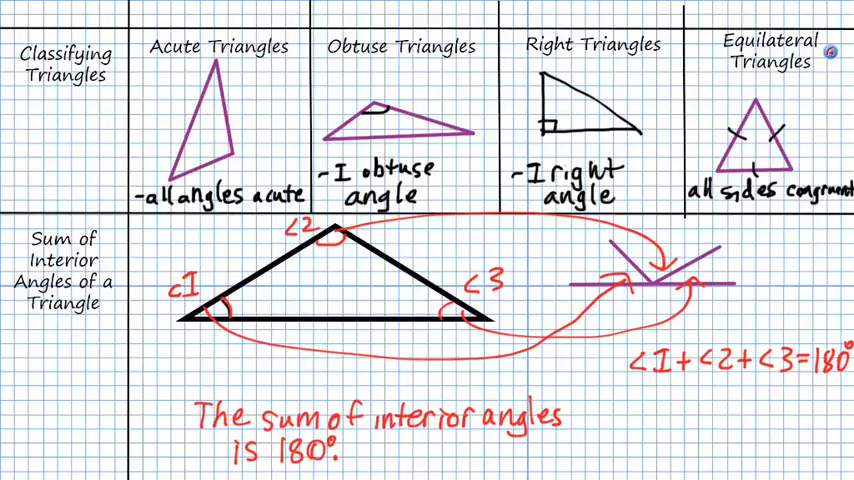 Classifying
Triangles
Acute Triangles
Obtuse Triangles
Right Triangles
Equilateral
Triangles
-all angles acute
-1 obtuse
angle
-1 right
angle
all sides congruent
Sum of
Interior
Angles of a
Triangle
<1
<2
<3
<1+<2+<3=180°
The sum of interior angles
is 180°.